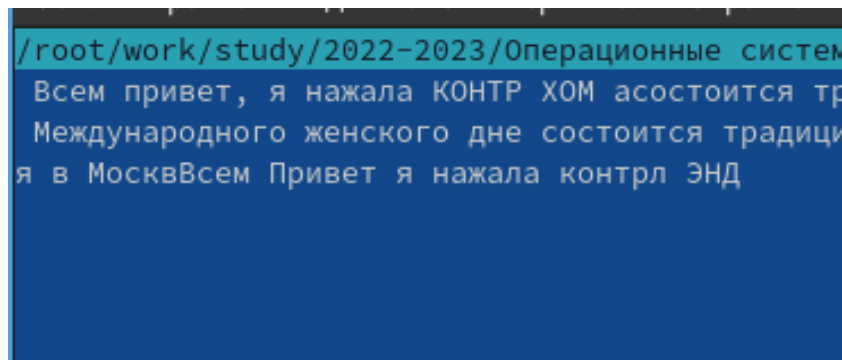 /root/work/study/2022-2023/Операционные систем
Всем привет, я нажала КОНТР ХОМ асостоится тр
Международного женского дне состоится традици
я в МосквВсем Привет я нажала контрл ЭНД